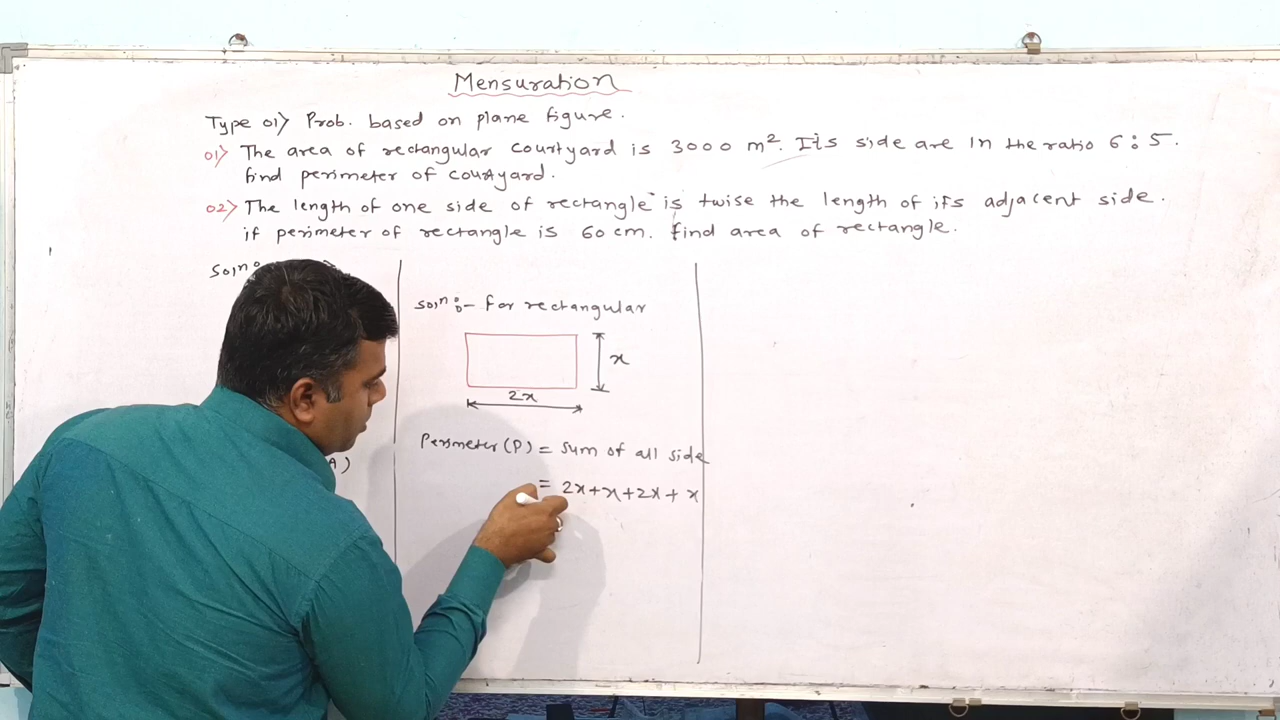 Mensuration
Type 01> Prob. based on plane figure.
01> The area of rectangular courtyard is 3000 m². Its side are in the ratio 6:5.
find perimeter of courtyard.
02> The length of one side of rectangle is twise the length of its adjacent side.
if perimeter of rectangle is 60 cm. find area of rectangle.
Soln:
Soln:- for rectangular
x
2x
Perimeter (P) = sum of all side
= 2x+x+2x+x